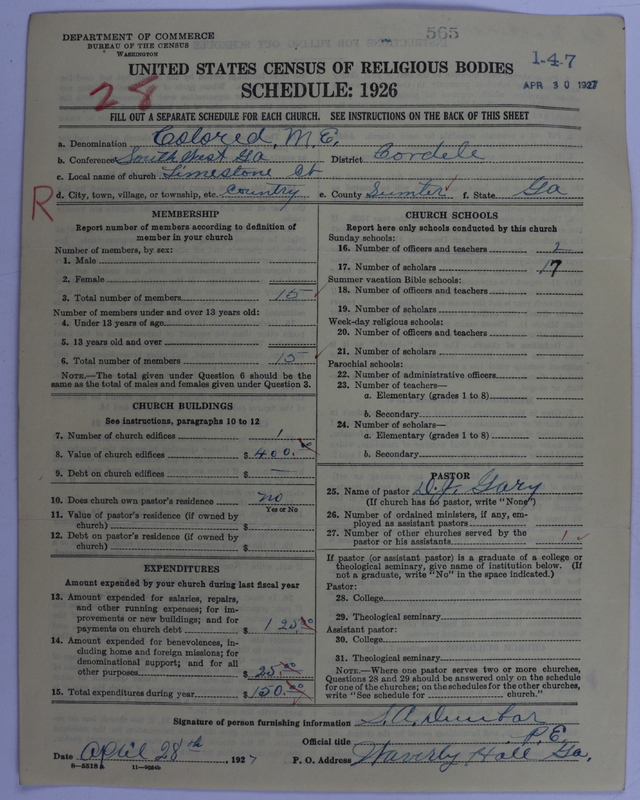 DEPARTMENT OF COMMERCE
BUREAU OF THE CENSUS
WASHINGTON
565
1-47
APR 30 1927
UNITED STATES CENSUS OF RELIGIOUS BODIES
28
SCHEDULE: 1926
FILL OUT A SEPARATE SCHEDULE FOR EACH CHURCH. SEE INSTRUCTIONS ON THE BACK OF THIS SHEET
a. Denomination Colored, M.E.
b. Conference South West Ga District Cordele
c. Local name of church Limestone Ct
R
d. City, town, village, or township, etc. Country e. County Sumter f. State Ga
MEMBERSHIP
Report number of members according to definition of
member in your church
Number of members, by sex:
1. Male
2. Female
3. Total number of members 15
Number of members under and over 13 years old:
4. Under 13 years of age
5. 13 years old and over
6. Total number of members 15
NOTE.—The total given under Question 6 should be the
same as the total of males and females given under Question 3.
CHURCH BUILDINGS
See instructions, paragraphs 10 to 12
7. Number of church edifices 1
8. Value of church edifices $ 400.
9. Debt on church edifices $ —
10. Does church own pastor's residence no
Yes or No
11. Value of pastor's residence (if owned by
church) $
12. Debt on pastor's residence (if owned by
church) $
EXPENDITURES
Amount expended by your church during last fiscal year
13. Amount expended for salaries, repairs,
and other running expenses; for im-
provements or new buildings; and for
payments on church debt $ 125.00
14. Amount expended for benevolences, in-
cluding home and foreign missions; for
denominational support; and for all
other purposes $ 25.00
15. Total expenditures during year $ 150.00
CHURCH SCHOOLS
Report here only schools conducted by this church
Sunday schools:
16. Number of officers and teachers 2
17. Number of scholars 17
Summer vacation Bible schools:
18. Number of officers and teachers
19. Number of scholars
Week-day religious schools:
20. Number of officers and teachers
21. Number of scholars
Parochial schools:
22. Number of administrative officers
23. Number of teachers—
a. Elementary (grades 1 to 8)
b. Secondary
24. Number of scholars—
a. Elementary (grades 1 to 8)
b. Secondary
PASTOR
25. Name of pastor D.J. Gary
(If church has no pastor, write "None")
26. Number of ordained ministers, if any, em-
ployed as assistant pastors
27. Number of other churches served by the
pastor or his assistants 1
If pastor (or assistant pastor) is a graduate of a college or
theological seminary, give name of institution below. (If
not a graduate, write "No" in the space indicated.)
Pastor:
28. College
29. Theological seminary
Assistant pastor:
30. College
31. Theological seminary
NOTE.—Where one pastor serves two or more churches,
Questions 28 and 29 should be answered only on the schedule
for one of the churches; on the schedules for the other churches,
write "See schedule for church."
Signature of person furnishing information S.A. Dunbar
Official title P.E.
Date April 28th, 1927 P. O. Address Waverly Hall Ga.
8-5518 a 11-9024b